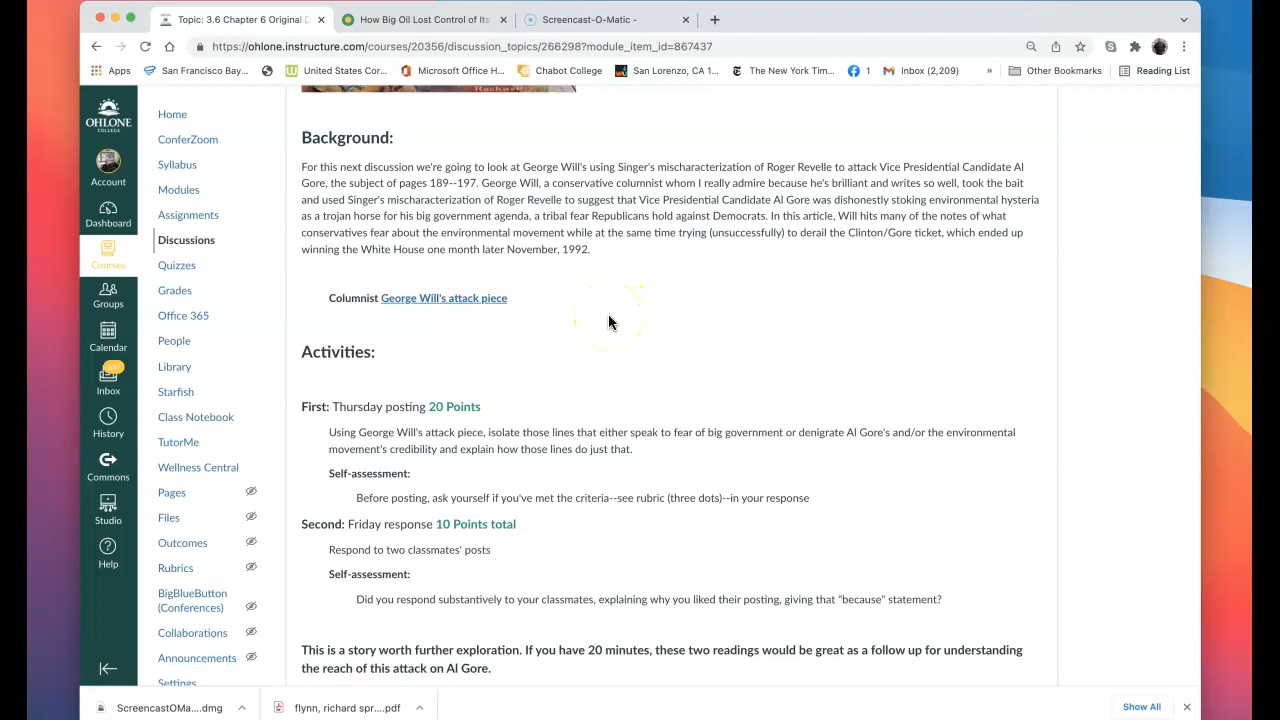 Topic: 3.6 Chapter 6 Original D
How Big Oil Lost Control of Its
Screencast-O-Matic -
https://ohlone.instructure.com/courses/20356/discussion_topics/266298?module_item_id=867437
Apps
San Francisco Bay...
United States Cor...
Microsoft Office H...
Chabot College
San Lorenzo, CA 1...
The New York Tim...
1
Inbox (2,209)
»
Other Bookmarks
Reading List
OHLONE
COLLEGE
Account
Dashboard
Courses
Groups
Calendar
Inbox
History
Commons
Studio
Help
Home
ConferZoom
Syllabus
Modules
Assignments
Discussions
Quizzes
Grades
Office 365
People
Library
Starfish
Class Notebook
TutorMe
Wellness Central
Pages
Files
Outcomes
Rubrics
BigBlueButton
(Conferences)
Collaborations
Announcements
Settings
Rockwell
Background:
For this next discussion we're going to look at George Will's using Singer's mischaracterization of Roger Revelle to attack Vice Presidential Candidate Al
Gore, the subject of pages 189--197. George Will, a conservative columnist whom I really admire because he's brilliant and writes so well, took the bait
and used Singer's mischaracterization of Roger Revelle to suggest that Vice Presidential Candidate Al Gore was dishonestly stoking environmental hysteria
as a trojan horse for his big government agenda, a tribal fear Republicans hold against Democrats. In this article, Will hits many of the notes of what
conservatives fear about the environmental movement while at the same time trying (unsuccessfully) to derail the Clinton/Gore ticket, which ended up
winning the White House one month later November, 1992.
Columnist George Will's attack piece
Activities:
First: Thursday posting 20 Points
Using George Will's attack piece, isolate those lines that either speak to fear of big government or denigrate Al Gore's and/or the environmental
movement's credibility and explain how those lines do just that.
Self-assessment:
Before posting, ask yourself if you've met the criteria--see rubric (three dots)--in your response
Second: Friday response 10 Points total
Respond to two classmates' posts
Self-assessment:
Did you respond substantively to your classmates, explaining why you liked their posting, giving that "because" statement?
This is a story worth further exploration. If you have 20 minutes, these two readings would be great as a follow up for understanding
the reach of this attack on Al Gore.
ScreencastOMa....dmg
flynn, richard spr....pdf
Show All